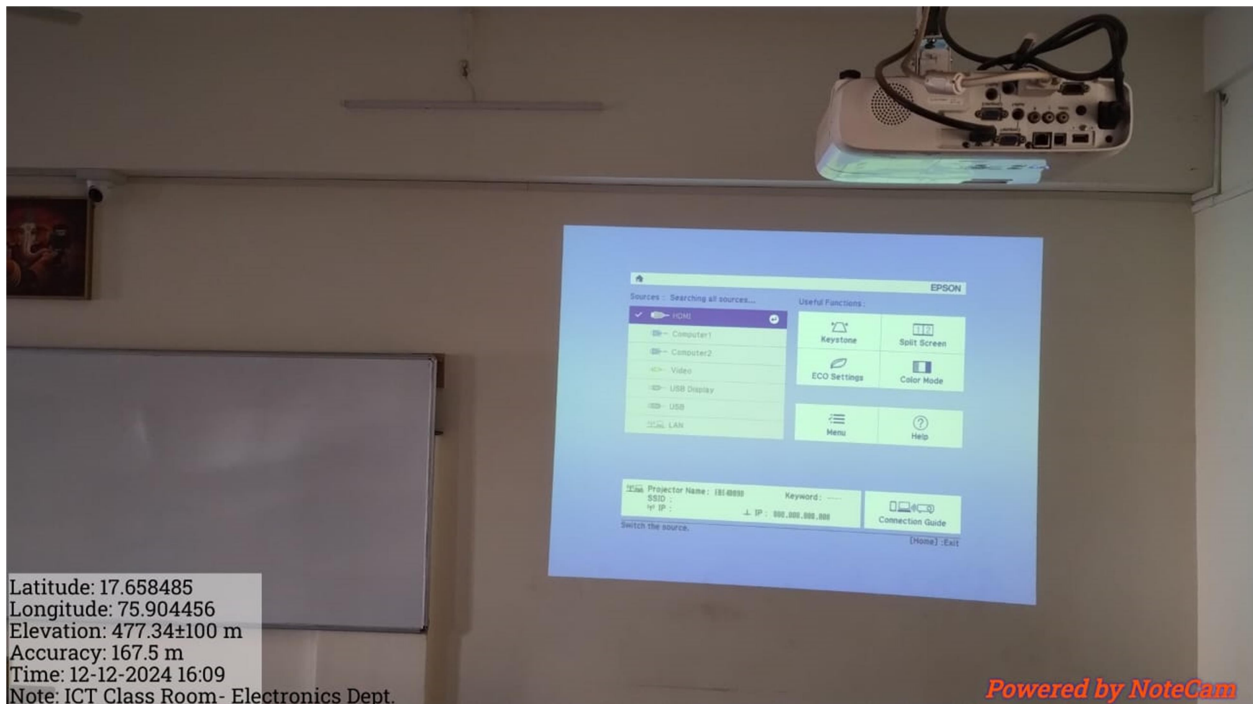 EPSON
Sources : Searching all sources...
Useful Functions :
HDMI
Computer1
Computer2
Video
USB Display
USB
LAN
Keystone
Split Screen
ECO Settings
Color Mode
Menu
Help
Projector Name :
Keyword :
SSID :
IP :
IP :
Connection Guide
Switch the source.
[Home] :Exit
Latitude: 17.658485
Longitude: 75.904456
Elevation: 477.34±100 m
Accuracy: 167.5 m
Time: 12-12-2024 16:09
Note: ICT Class Room- Electronics Dept.
Powered by NoteCam